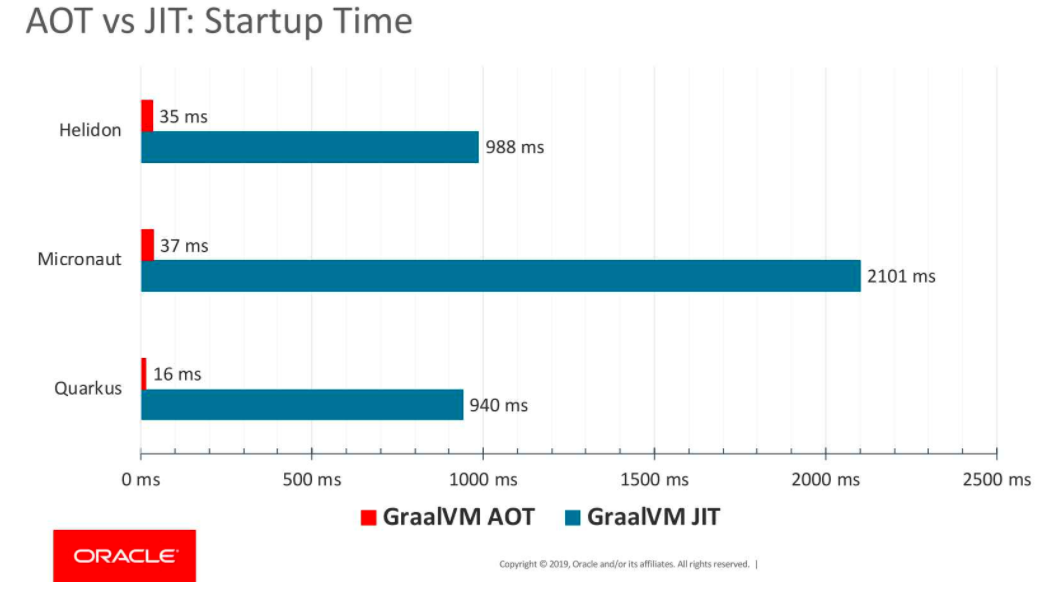 AOT vs JIT: Startup Time
Helidon
35 ms
988 ms
Micronaut
37 ms
2101 ms
Quarkus
16 ms
940 ms
0 ms 500 ms 1000 ms 1500 ms 2000 ms 2500 ms
GraalVM AOT GraalVM JIT
ORACLE
Copyright © 2019, Oracle and/or its affiliates. All rights reserved. |